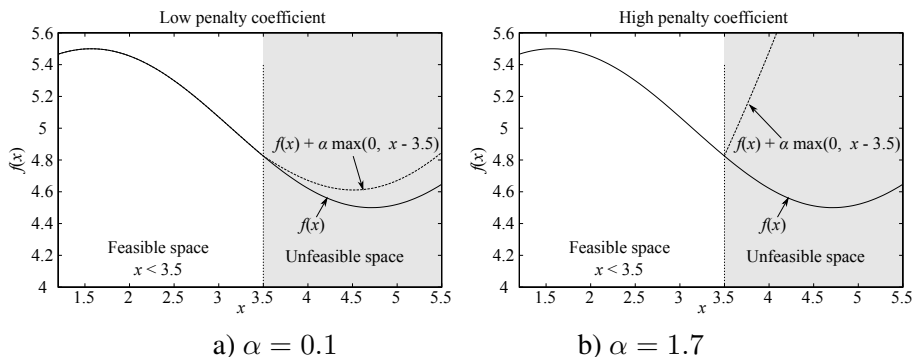 Low penalty coefficient
5.6
5.4
5.2
5
4.8
4.6
4.4
4.2
4
f(x)
f(x) + α max(0, x - 3.5)
f(x)
Feasible space
x < 3.5
Unfeasible space
1.5 2 2.5 3 3.5 4 4.5 5 5.5
x
a) α = 0.1
High penalty coefficient
5.6
5.4
5.2
5
4.8
4.6
4.4
4.2
4
f(x)
f(x) + α max(0, x - 3.5)
f(x)
Feasible space
x < 3.5
Unfeasible space
1.5 2 2.5 3 3.5 4 4.5 5 5.5
x
b) α = 1.7